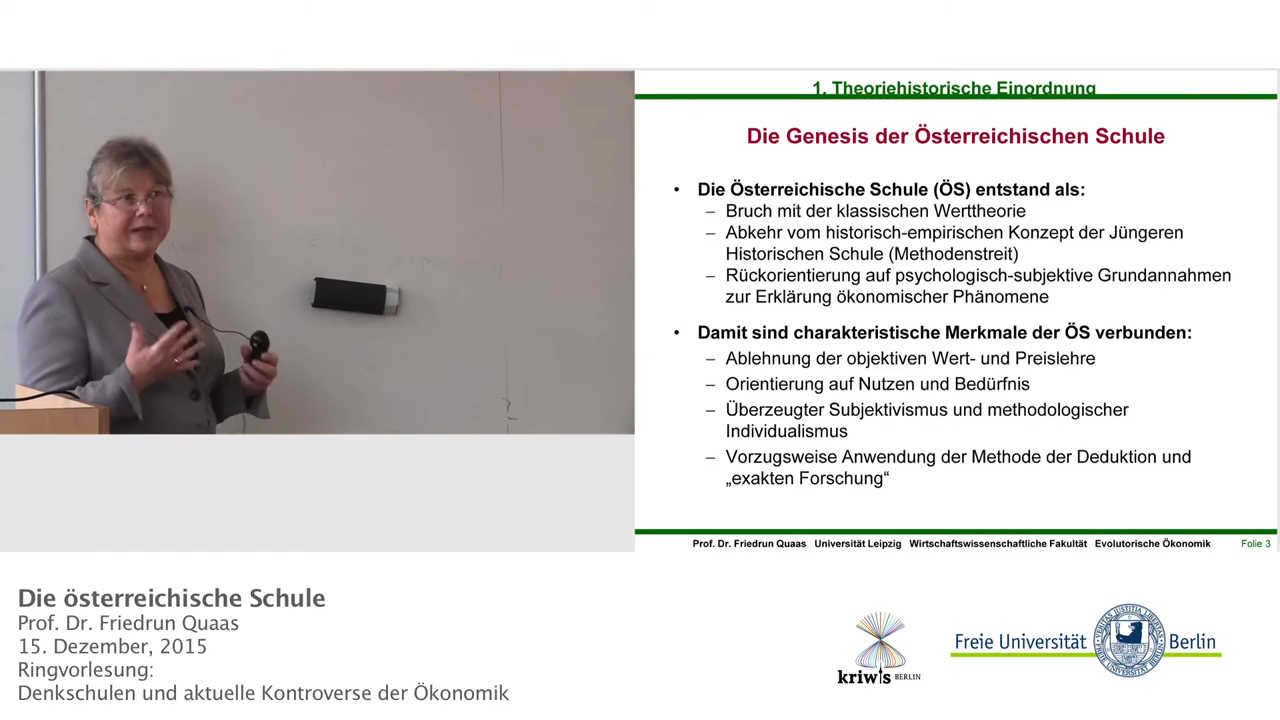 1. Theoriehistorische Einordnung
Die Genesis der Österreichischen Schule
• Die Österreichische Schule (ÖS) entstand als:
– Bruch mit der klassischen Werttheorie
– Abkehr vom historisch-empirischen Konzept der Jüngeren
Historischen Schule (Methodenstreit)
– Rückorientierung auf psychologisch-subjektive Grundannahmen
zur Erklärung ökonomischer Phänomene
• Damit sind charakteristische Merkmale der ÖS verbunden:
– Ablehnung der objektiven Wert- und Preislehre
– Orientierung auf Nutzen und Bedürfnis
– Überzeugter Subjektivismus und methodologischer
Individualismus
– Vorzugsweise Anwendung der Methode der Deduktion und
„exakten Forschung“
Prof. Dr. Friedrun Quaas Universität Leipzig Wirtschaftswissenschaftliche Fakultät Evolutorische Ökonomik Folie 3
Die österreichische Schule
Prof. Dr. Friedrun Quaas
15. Dezember, 2015
Ringvorlesung:
Denkschulen und aktuelle Kontroverse der Ökonomik
kriwis BERLIN
Freie Universität Berlin